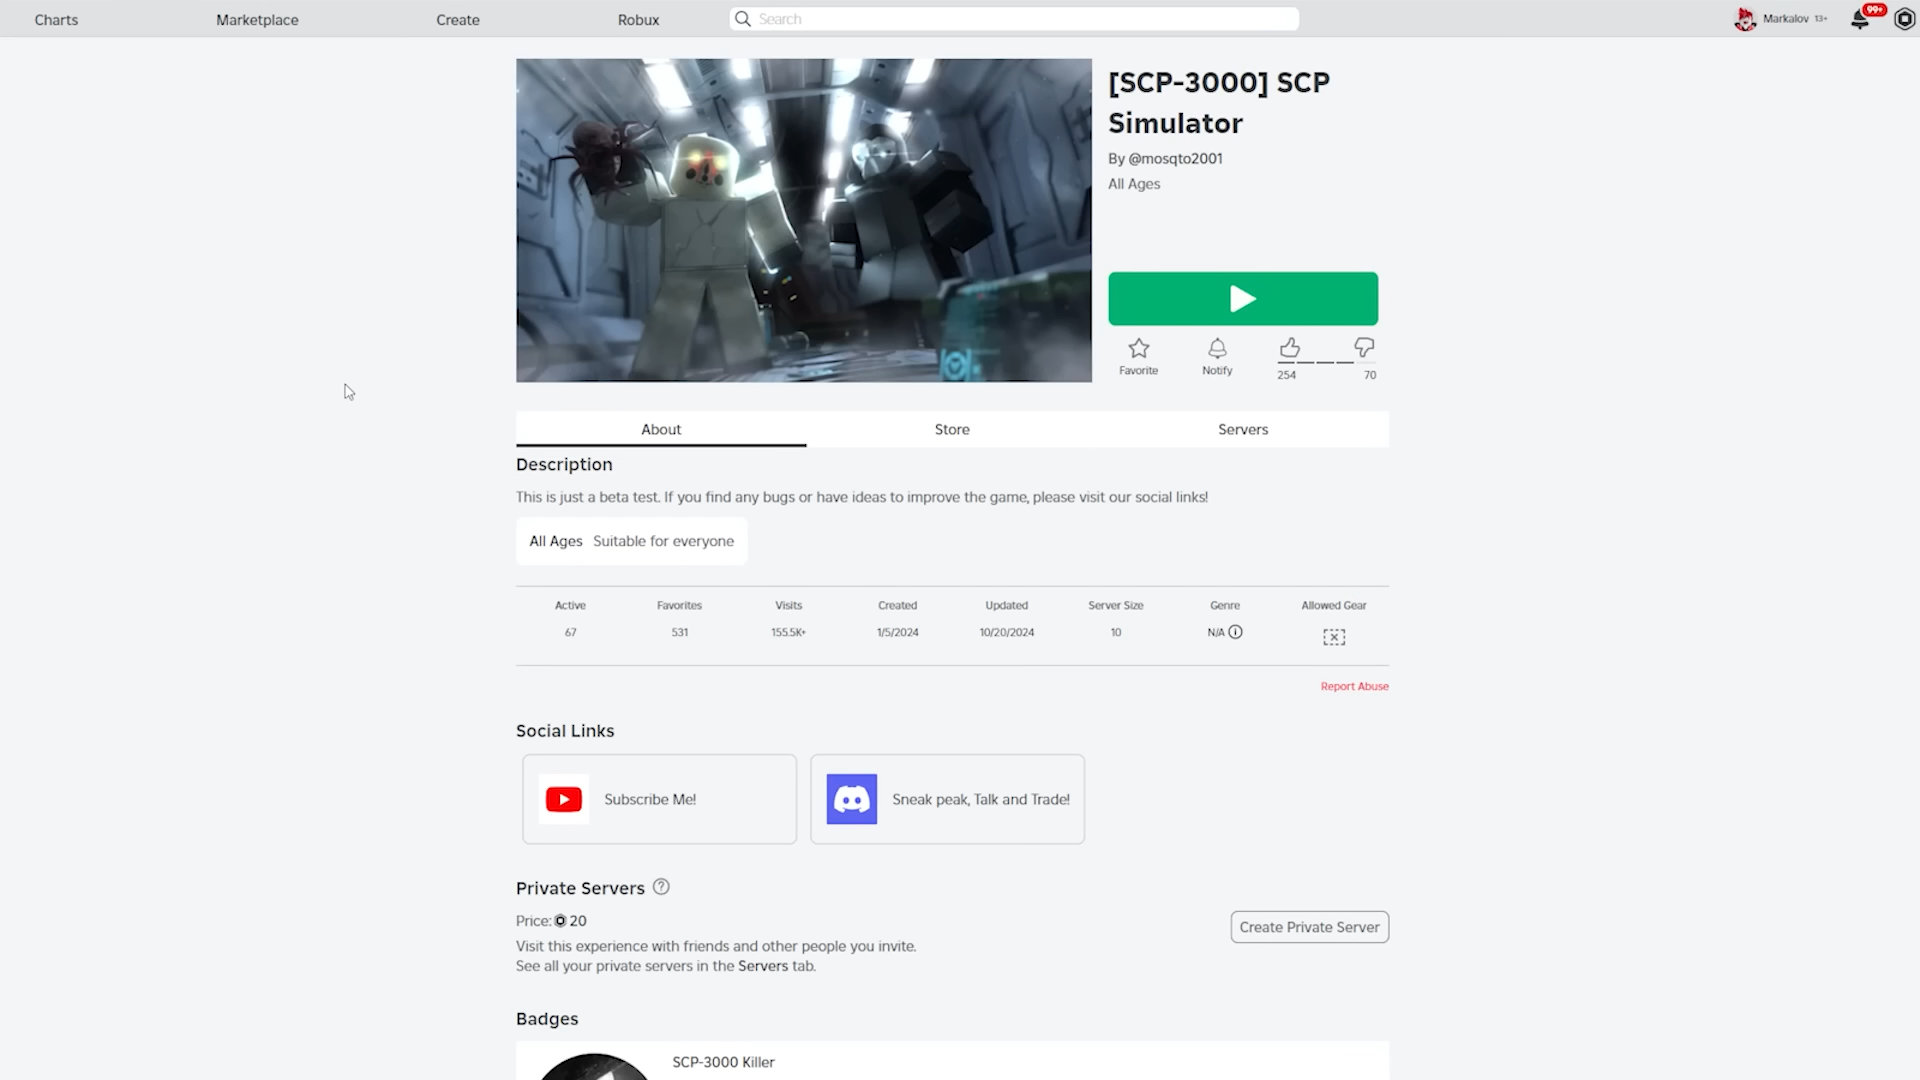 Charts Marketplace Create Robux Search Markalov 13+ 99+
[SCP-3000] SCP
Simulator
By @mosqto2001
All Ages
Favorite Notify 254 70
About Store Servers
Description
This is just a beta test. If you find any bugs or have ideas to improve the game, please visit our social links!
All Ages Suitable for everyone
Active Favorites Visits Created Updated Server Size Genre Allowed Gear
67 531 155.5K+ 1/5/2024 10/20/2024 10 N/A
Report Abuse
Social Links
Subscribe Me! Sneak peak, Talk and Trade!
Private Servers
Price: 20
Create Private Server
Visit this experience with friends and other people you invite.
See all your private servers in the Servers tab.
Badges
SCP-3000 Killer